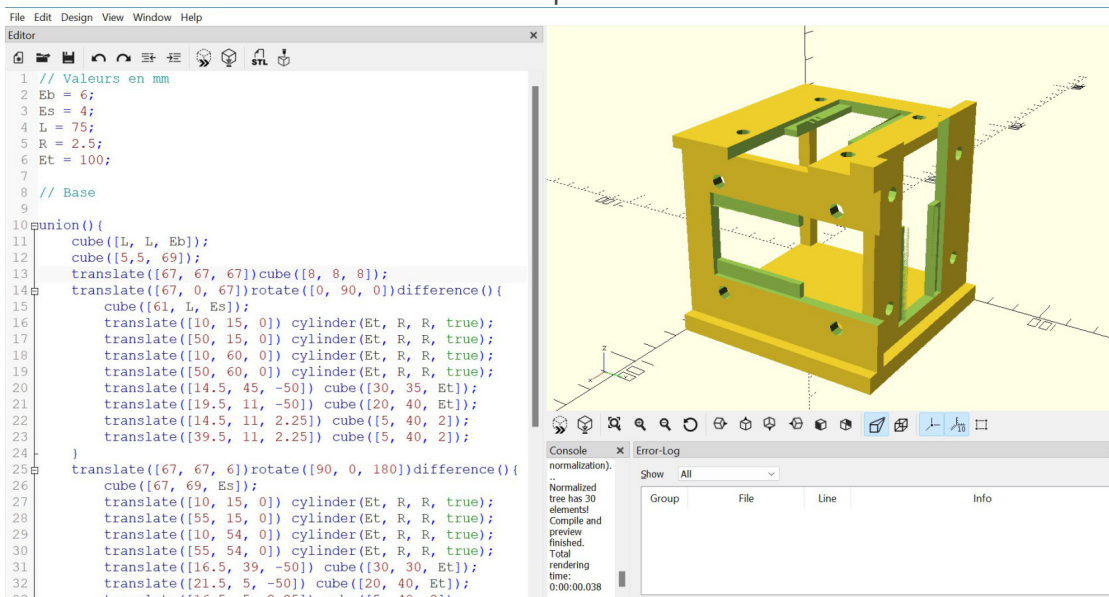 File Edit Design View Window Help
Editor
STL
1 // Valeurs en mm
2 Eb = 6;
3 Es = 4;
4 L = 75;
5 R = 2.5;
6 Et = 100;
7
8 // Base
9
10 union(){
11 cube([L, L, Eb]);
12 cube([5,5, 69]);
13 translate([67, 67, 67])cube([8, 8, 8]);
14 translate([67, 0, 67])rotate([0, 90, 0])difference(){
15 cube([61, L, Es]);
16 translate([10, 15, 0]) cylinder(Et, R, R, true);
17 translate([50, 15, 0]) cylinder(Et, R, R, true);
18 translate([10, 60, 0]) cylinder(Et, R, R, true);
19 translate([50, 60, 0]) cylinder(Et, R, R, true);
20 translate([14.5, 45, -50]) cube([30, 35, Et]);
21 translate([19.5, 11, -50]) cube([20, 40, Et]);
22 translate([14.5, 11, 2.25]) cube([5, 40, 2]);
23 translate([39.5, 11, 2.25]) cube([5, 40, 2]);
24 }
25 translate([67, 67, 6])rotate([90, 0, 180])difference(){
26 cube([67, 69, Es]);
27 translate([10, 15, 0]) cylinder(Et, R, R, true);
28 translate([55, 15, 0]) cylinder(Et, R, R, true);
29 translate([10, 54, 0]) cylinder(Et, R, R, true);
30 translate([55, 54, 0]) cylinder(Et, R, R, true);
31 translate([16.5, 39, -50]) cube([30, 30, Et]);
32 translate([21.5, 5, -50]) cube([20, 40, Et]);
Console
normalization).
..
Normalized
tree has 30
elements!
Compile and
preview
finished.
Total
rendering
time:
0:00:00.038
Error-Log
Show All
Group File Line Info